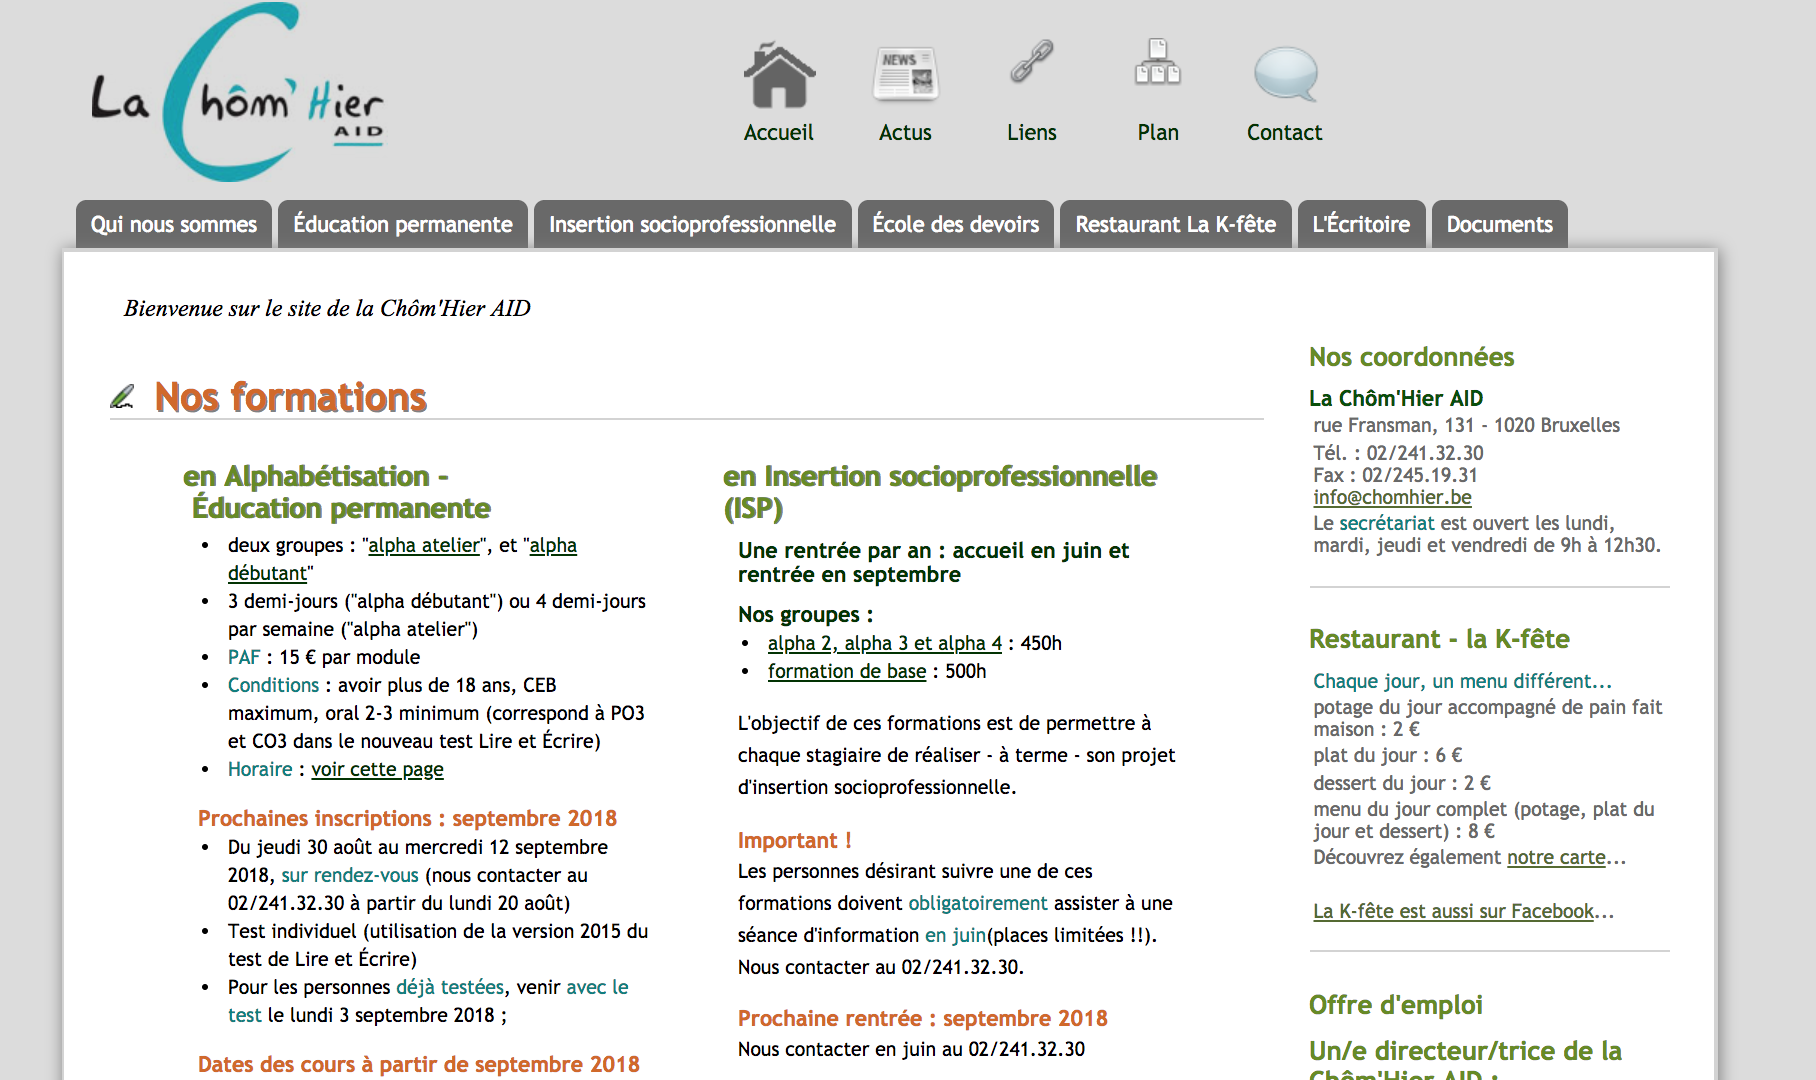 La Chôm'Hier
AID
NEWS
Accueil
Actus
Liens
Plan
Contact
Qui nous sommes
Éducation permanente
Insertion socioprofessionnelle
École des devoirs
Restaurant La K-fête
L'Écritoire
Documents
Bienvenue sur le site de la Chôm'Hier AID
Nos formations
en Alphabétisation -
Éducation permanente
• deux groupes : "alpha atelier", et "alpha
débutant"
• 3 demi-jours ("alpha débutant") ou 4 demi-jours
par semaine ("alpha atelier")
• PAF : 15 € par module
• Conditions : avoir plus de 18 ans, CEB
maximum, oral 2-3 minimum (correspond à PO3
et CO3 dans le nouveau test Lire et Écrire)
• Horaire : voir cette page
Prochaines inscriptions : septembre 2018
• Du jeudi 30 août au mercredi 12 septembre
2018, sur rendez-vous (nous contacter au
02/241.32.30 à partir du lundi 20 août)
• Test individuel (utilisation de la version 2015 du
test de Lire et Écrire)
• Pour les personnes déjà testées, venir avec le
test le lundi 3 septembre 2018 ;
Dates des cours à partir de septembre 2018
en Insertion socioprofessionnelle
(ISP)
Une rentrée par an : accueil en juin et
rentrée en septembre
Nos groupes :
• alpha 2, alpha 3 et alpha 4 : 450h
• formation de base : 500h
L'objectif de ces formations est de permettre à
chaque stagiaire de réaliser - à terme - son projet
d'insertion socioprofessionnelle.
Important !
Les personnes désirant suivre une de ces
formations doivent obligatoirement assister à une
séance d'information en juin(places limitées !!).
Nous contacter au 02/241.32.30.
Prochaine rentrée : septembre 2018
Nous contacter en juin au 02/241.32.30
Nos coordonnées
La Chôm'Hier AID
rue Fransman, 131 - 1020 Bruxelles
Tél. : 02/241.32.30
Fax : 02/245.19.31
info@chomhier.be
Le secrétariat est ouvert les lundi,
mardi, jeudi et vendredi de 9h à 12h30.
Restaurant - la K-fête
Chaque jour, un menu différent...
potage du jour accompagné de pain fait
maison : 2 €
plat du jour : 6 €
dessert du jour : 2 €
menu du jour complet (potage, plat du
jour et dessert) : 8 €
Découvrez également notre carte...
La K-fête est aussi sur Facebook...
Offre d'emploi
Un/e directeur/trice de la
Chôm'Hier AID :